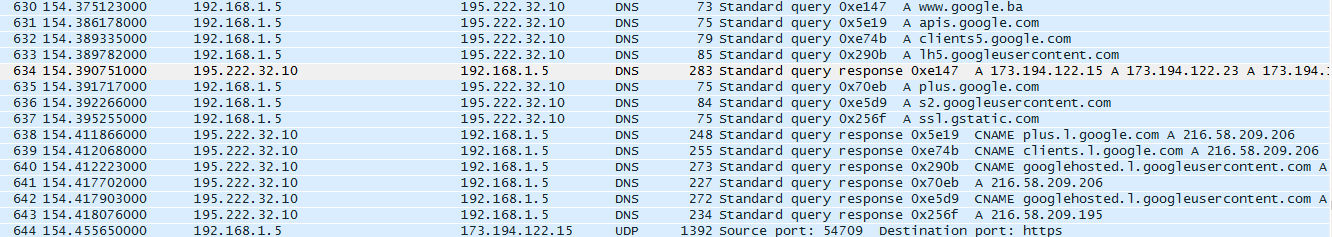 630 154.375123000 192.168.1.5 195.222.32.10 DNS 73 Standard query 0xe147 A www.google.ba
631 154.386178000 192.168.1.5 195.222.32.10 DNS 75 Standard query 0x5e19 A apis.google.com
632 154.389335000 192.168.1.5 195.222.32.10 DNS 79 Standard query 0xe74b A clients5.google.com
633 154.389782000 192.168.1.5 195.222.32.10 DNS 85 Standard query 0x290b A lh5.googleusercontent.com
634 154.390751000 195.222.32.10 192.168.1.5 DNS 283 Standard query response 0xe147 A 173.194.122.15 A 173.194.122.23 A 173.194.1
635 154.391717000 192.168.1.5 195.222.32.10 DNS 75 Standard query 0x70eb A plus.google.com
636 154.392266000 192.168.1.5 195.222.32.10 DNS 84 Standard query 0xe5d9 A s2.googleusercontent.com
637 154.395255000 192.168.1.5 195.222.32.10 DNS 75 Standard query 0x256f A ssl.gstatic.com
638 154.411866000 195.222.32.10 192.168.1.5 DNS 248 Standard query response 0x5e19 CNAME plus.l.google.com A 216.58.209.206
639 154.412068000 195.222.32.10 192.168.1.5 DNS 255 Standard query response 0xe74b CNAME clients.l.google.com A 216.58.209.206
640 154.412223000 195.222.32.10 192.168.1.5 DNS 273 Standard query response 0x290b CNAME googlehosted.l.googleusercontent.com A
641 154.417702000 195.222.32.10 192.168.1.5 DNS 227 Standard query response 0x70eb A 216.58.209.206
642 154.417903000 195.222.32.10 192.168.1.5 DNS 272 Standard query response 0xe5d9 CNAME googlehosted.l.googleusercontent.com A
643 154.418076000 195.222.32.10 192.168.1.5 DNS 234 Standard query response 0x256f A 216.58.209.195
644 154.455650000 192.168.1.5 173.194.122.15 UDP 1392 Source port: 54709 Destination port: https